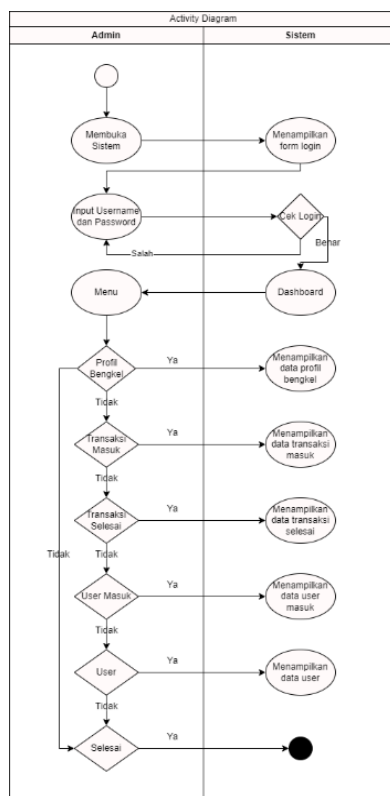 Activity Diagram
Admin
Sistem
Membuka
Sistem
Menampilkan
form login
Input Username
dan Password
Cek Login
Salah
Benar
Menu
Dashboard
Profil
Bengkel
Ya
Menampilkan
data profil
bengkel
Tidak
Transaksi
Masuk
Ya
Menampilkan
data transaksi
masuk
Tidak
Transaksi
Selesai
Ya
Menampilkan
data transaksi
selesai
Tidak
Tidak
User Masuk
Ya
Menampilkan
data user
masuk
Tidak
User
Ya
Menampilkan
data user
Tidak
Selesai
Ya